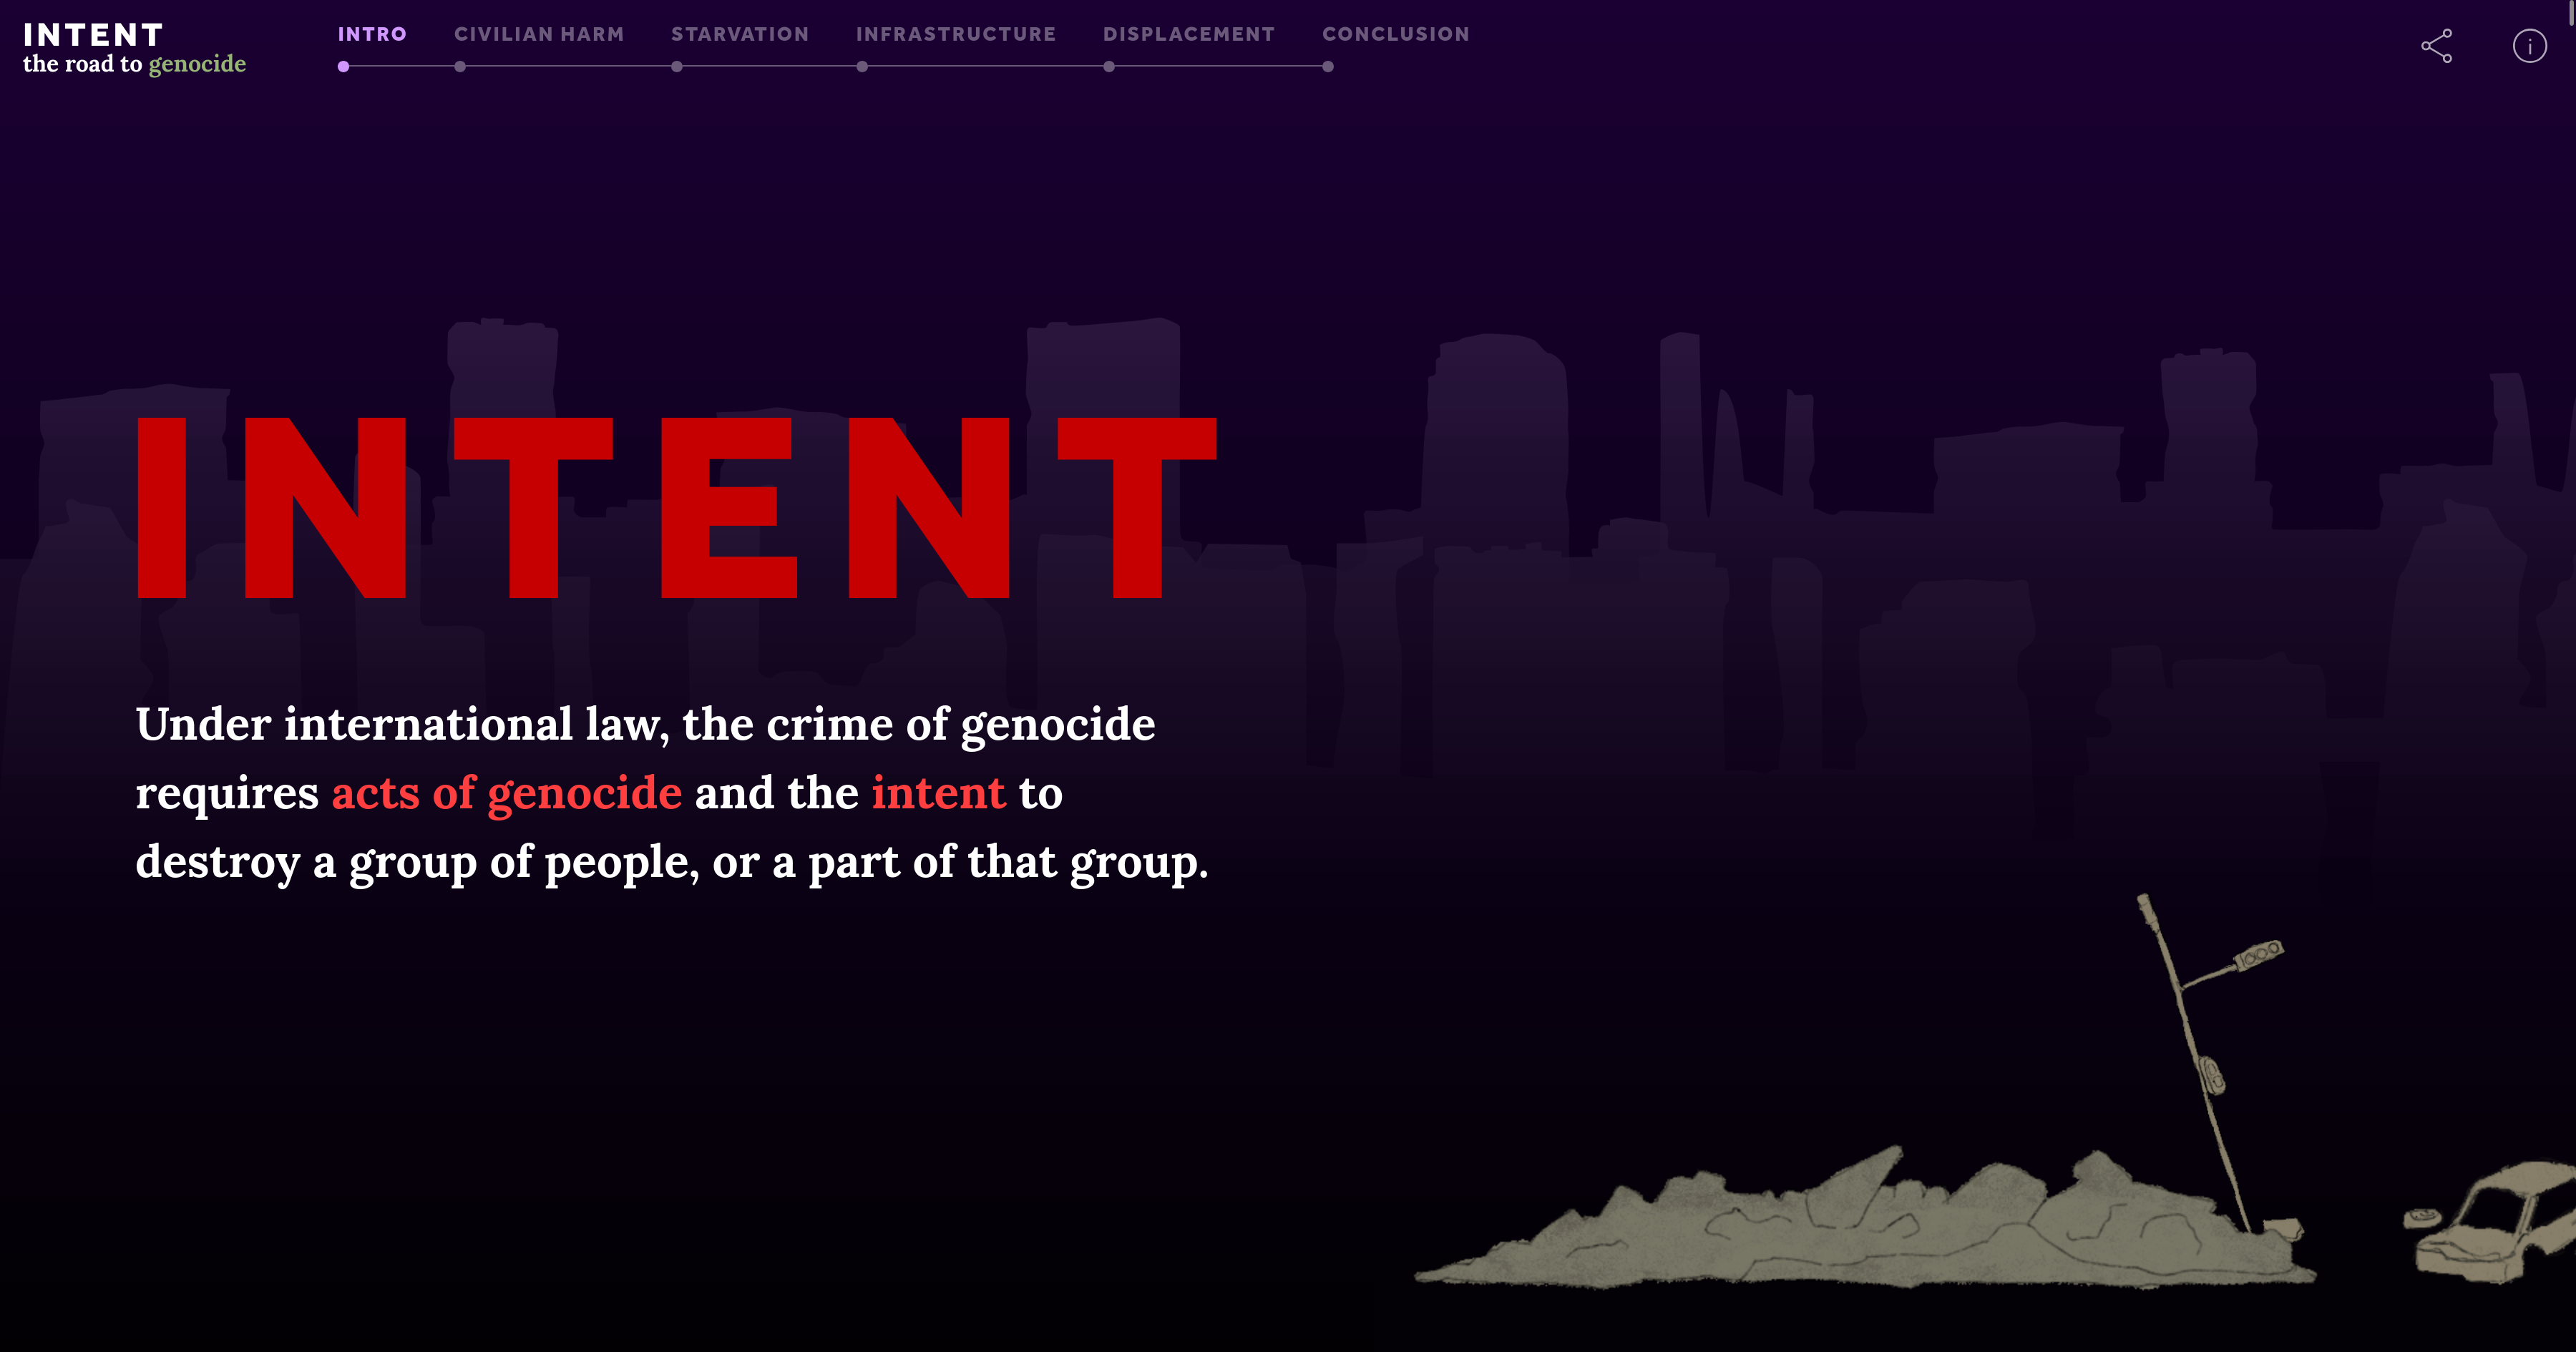 INTENT
the road to genocide
INTRO
CIVILIAN HARM
STARVATION
INFRASTRUCTURE
DISPLACEMENT
CONCLUSION
INTENT
Under international law, the crime of genocide
requires acts of genocide and the intent to
destroy a group of people, or a part of that group.